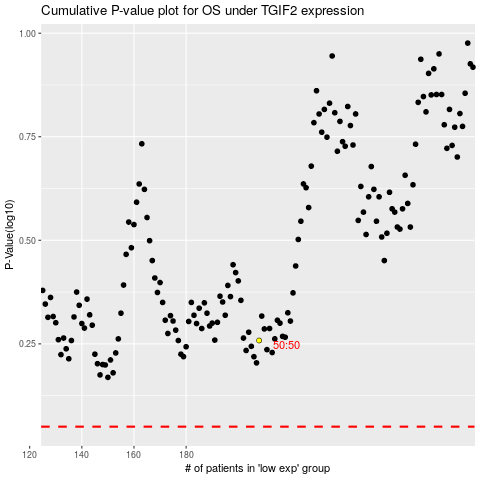 Cumulative P-value plot for OS under TGIF2 expression
1.00
0.75
0.50
0.25
P-Value(log10)
50:50
120 140 160 180
# of patients in 'low exp' group